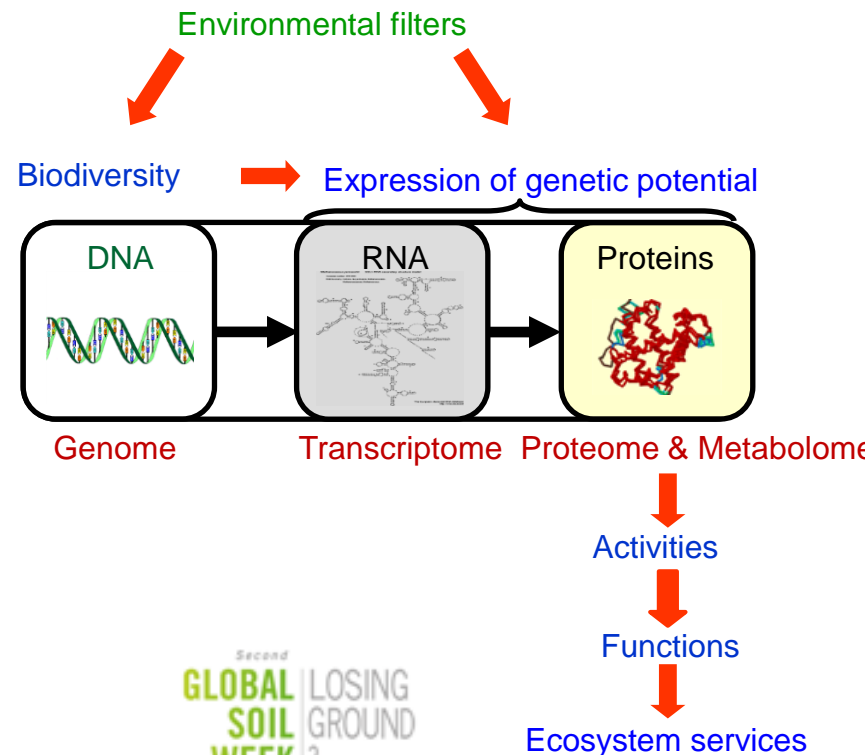 Environmental filters
Biodiversity
Expression of genetic potential
DNA
RNA
Proteins
Genome
Transcriptome
Proteome & Metabolome
Activities
Functions
Second
GLOBAL LOSING
SOIL GROUND
WEEK ?
Ecosystem services